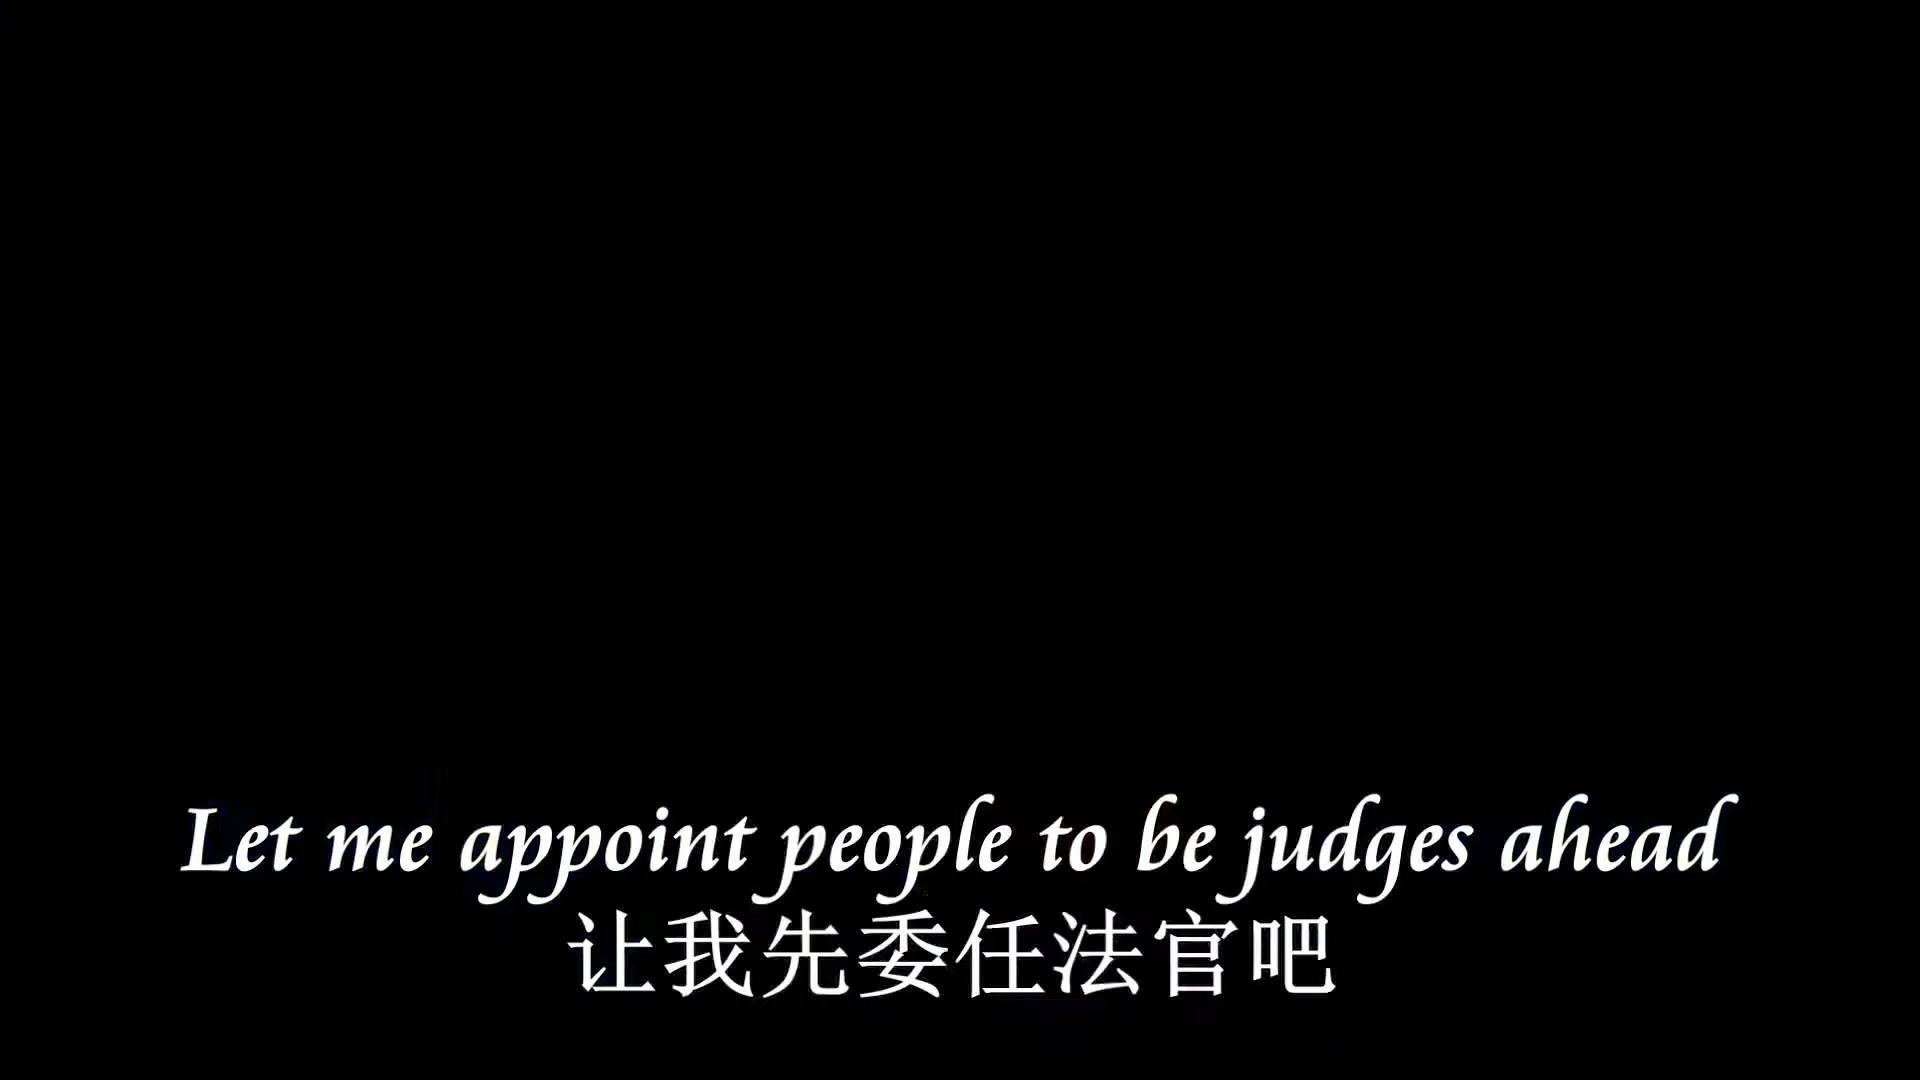 Let me appoint people to be judges ahead
让我先委任法官吧